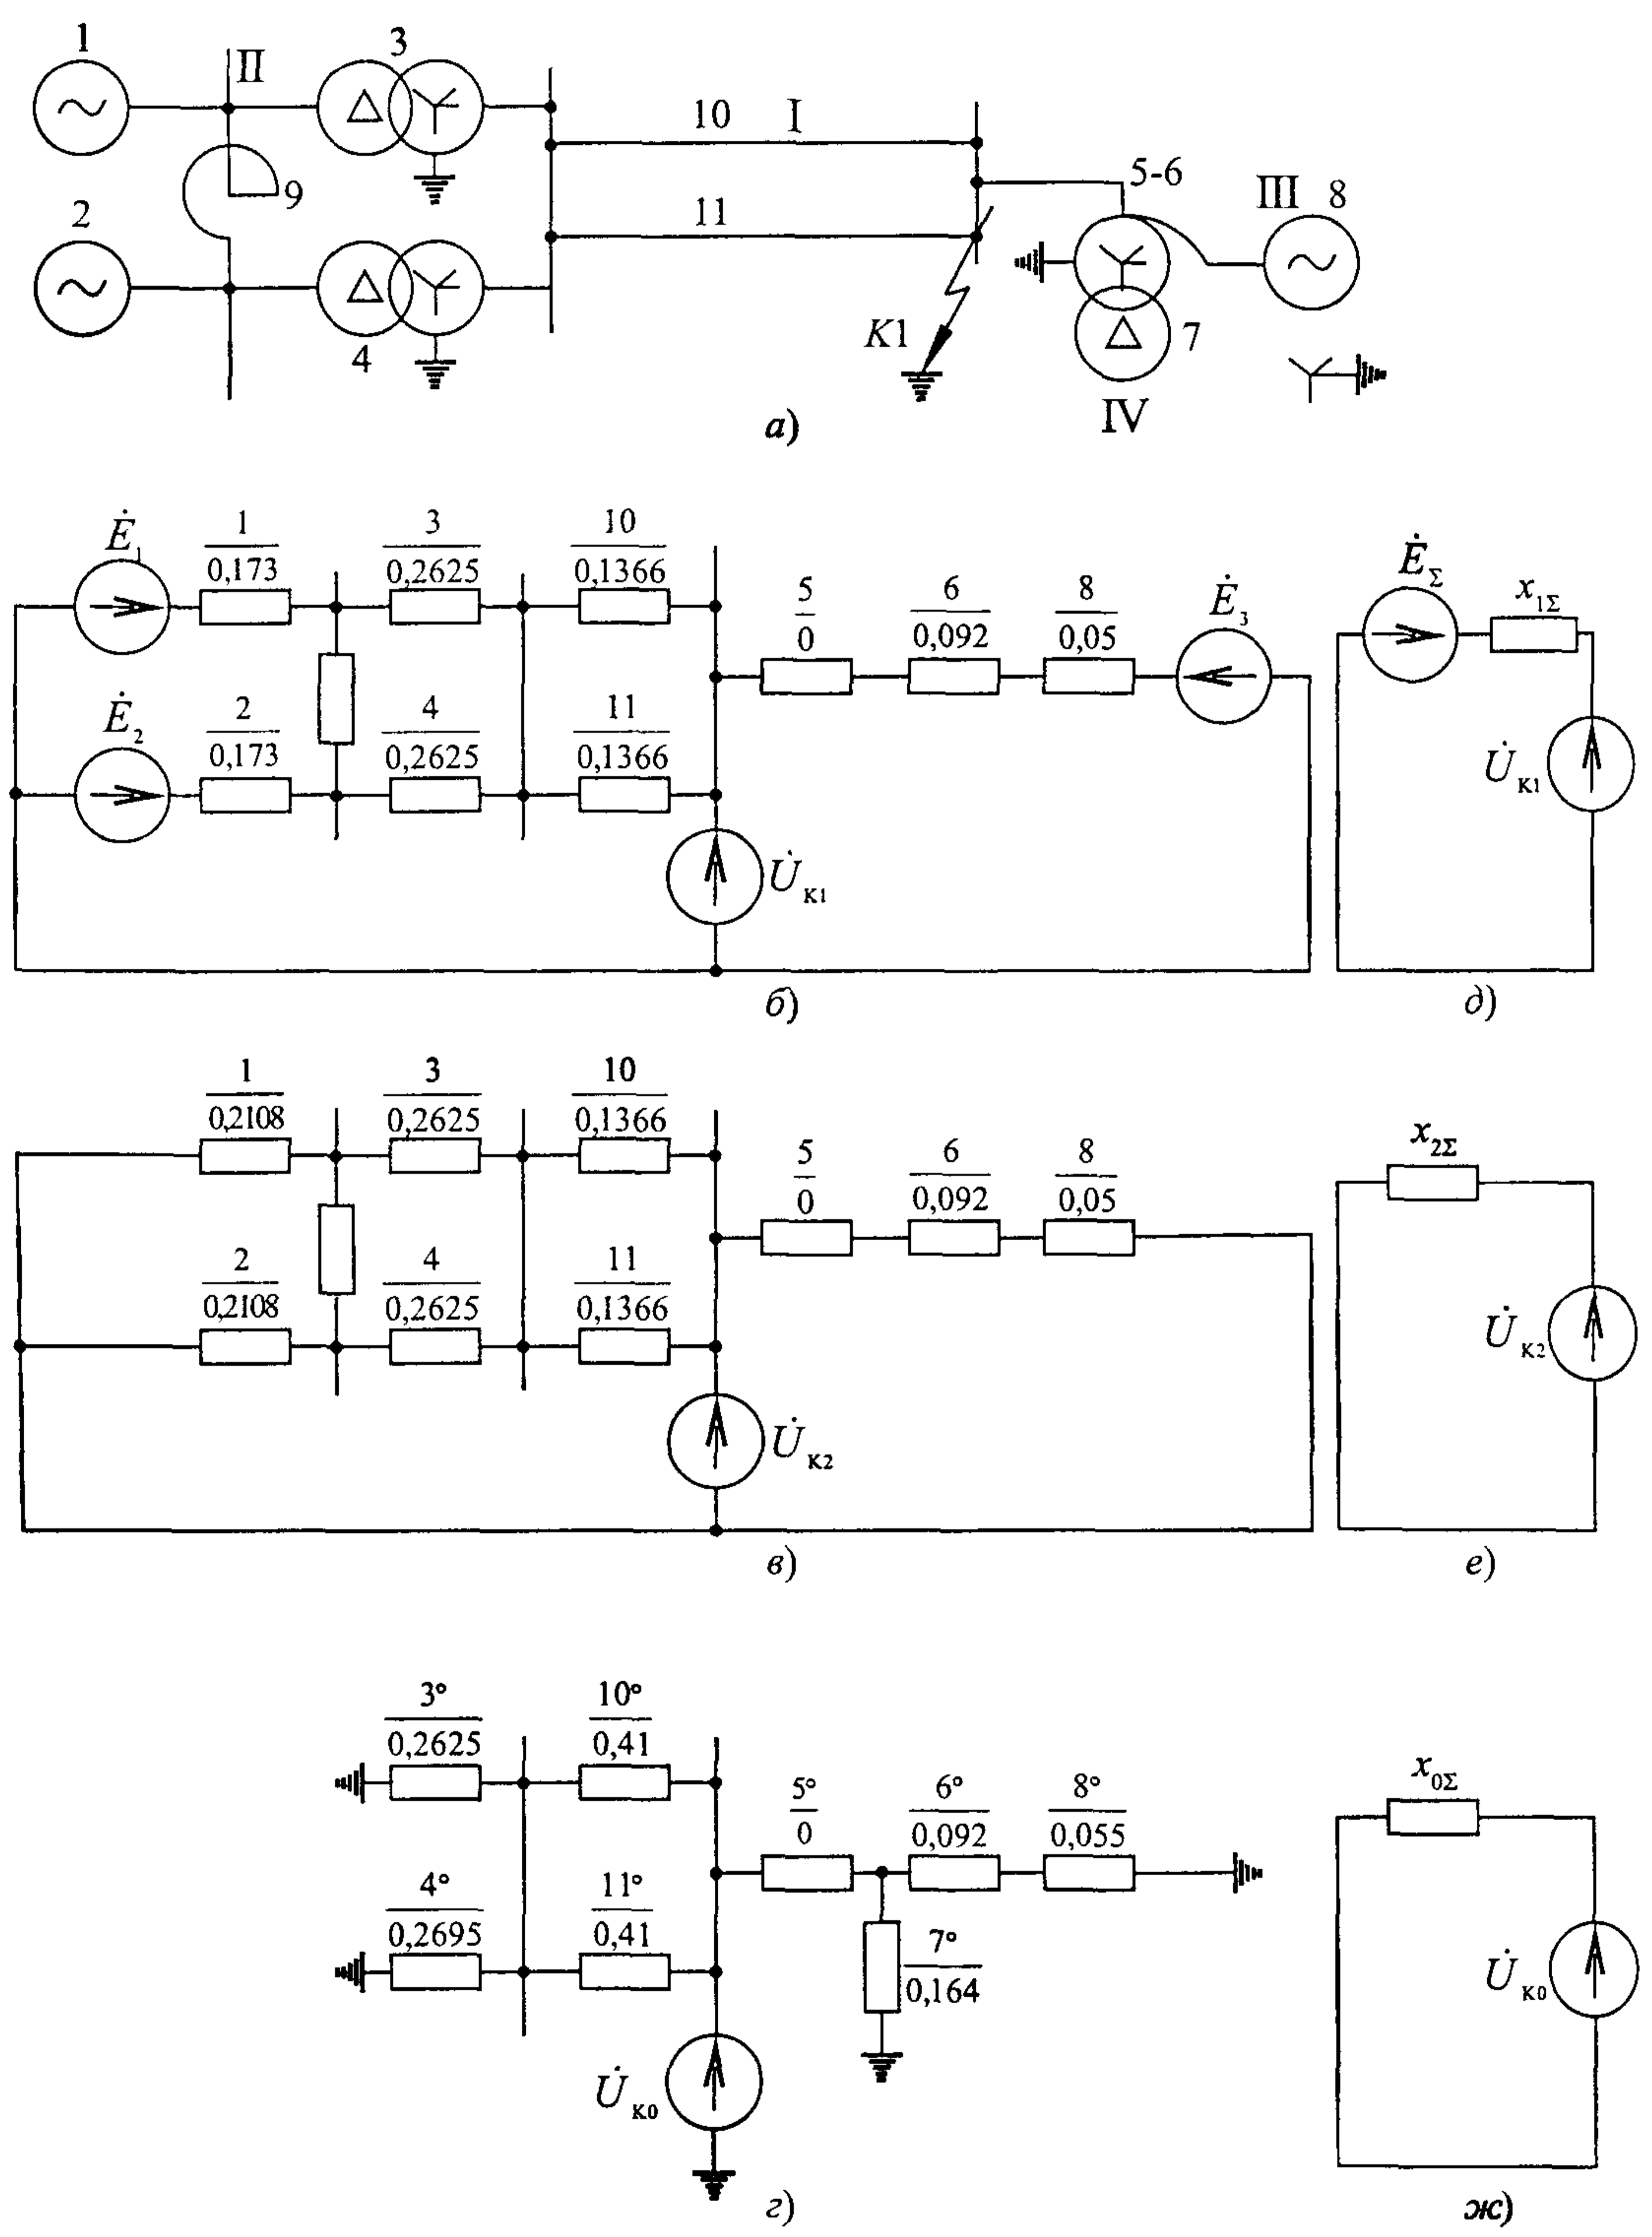 1
II
3
10
I
9
2
11
5-6
III
8
K1
4
7
IV
а)
Ė₁
1
0,173
3
0,2625
10
0,1366
5
0
6
0,092
8
0,05
Ė₃
Ė_Σ
x₁Σ
Ė₂
2
0,173
4
0,2625
11
0,1366
U̇к1
U̇к1
б)
д)
1
0,2108
3
0,2625
10
0,1366
5
0
6
0,092
8
0,05
x₂Σ
2
0,2108
4
0,2625
11
0,1366
U̇к2
U̇к2
в)
е)
3°
0,2625
10°
0,41
5°
0
6°
0,092
8°
0,055
x₀Σ
4°
0,2695
11°
0,41
7°
0,164
U̇к0
U̇к0
г)
ж)